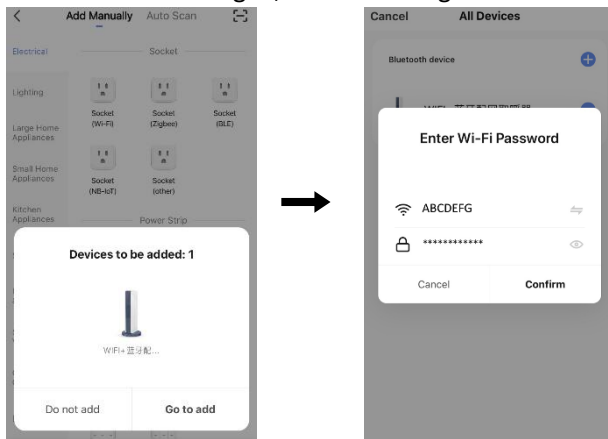 Add Manually Auto Scan
Electrical
Socket
Lighting
Socket
(Wi-Fi)
Socket
(Zigbee)
Socket
(BLE)
Large Home
Appliances
Small Home
Appliances
Socket
(NB-IoT)
Socket
(other)
Kitchen
Appliances
Power Strip
Devices to be added: 1
WIFI+蓝牙配...
Do not add
Go to add
Cancel All Devices
Bluetooth device
Enter Wi-Fi Password
ABCDEFG
************
Cancel
Confirm